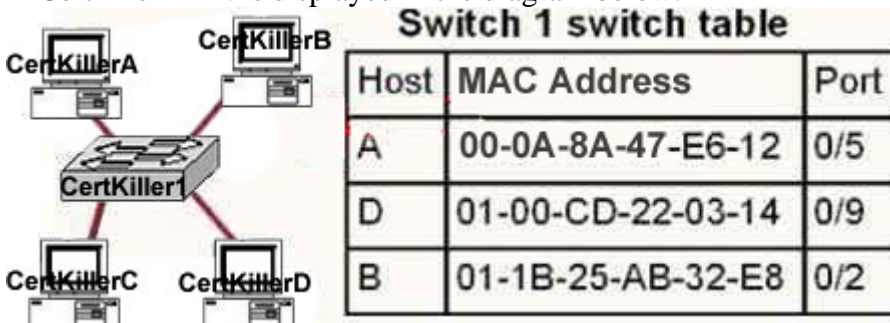 Switch 1 switch table
CertKillerA
CertKillerB
CertKiller1
CertKillerC
CertKillerD
Host MAC Address Port
A 00-0A-8A-47-E6-12 0/5
D 01-00-CD-22-03-14 0/9
B 01-1B-25-AB-32-E8 0/2